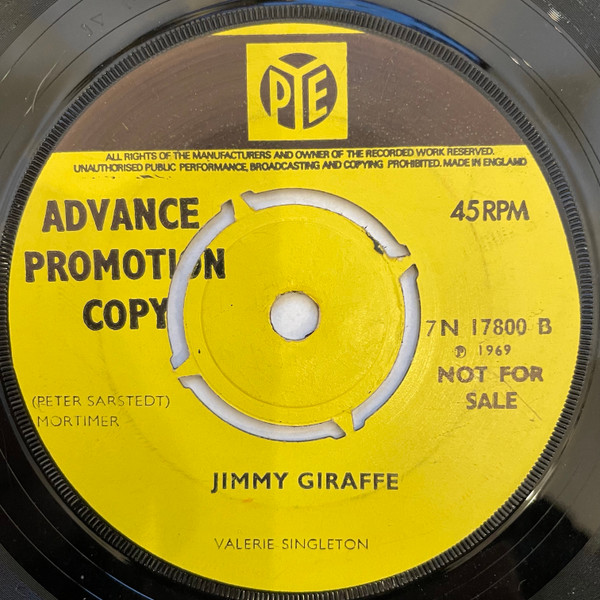 PYE
ALL RIGHTS OF THE MANUFACTURERS AND OWNER OF THE RECORDED WORK RESERVED.
UNAUTHORISED PUBLIC PERFORMANCE, BROADCASTING AND COPYING PROHIBITED. MADE IN ENGLAND
ADVANCE
PROMOTION
COPY
45 RPM
7N 17800 B
℗ 1969
NOT FOR
SALE
(PETER SARSTEDT)
MORTIMER
JIMMY GIRAFFE
VALERIE SINGLETON